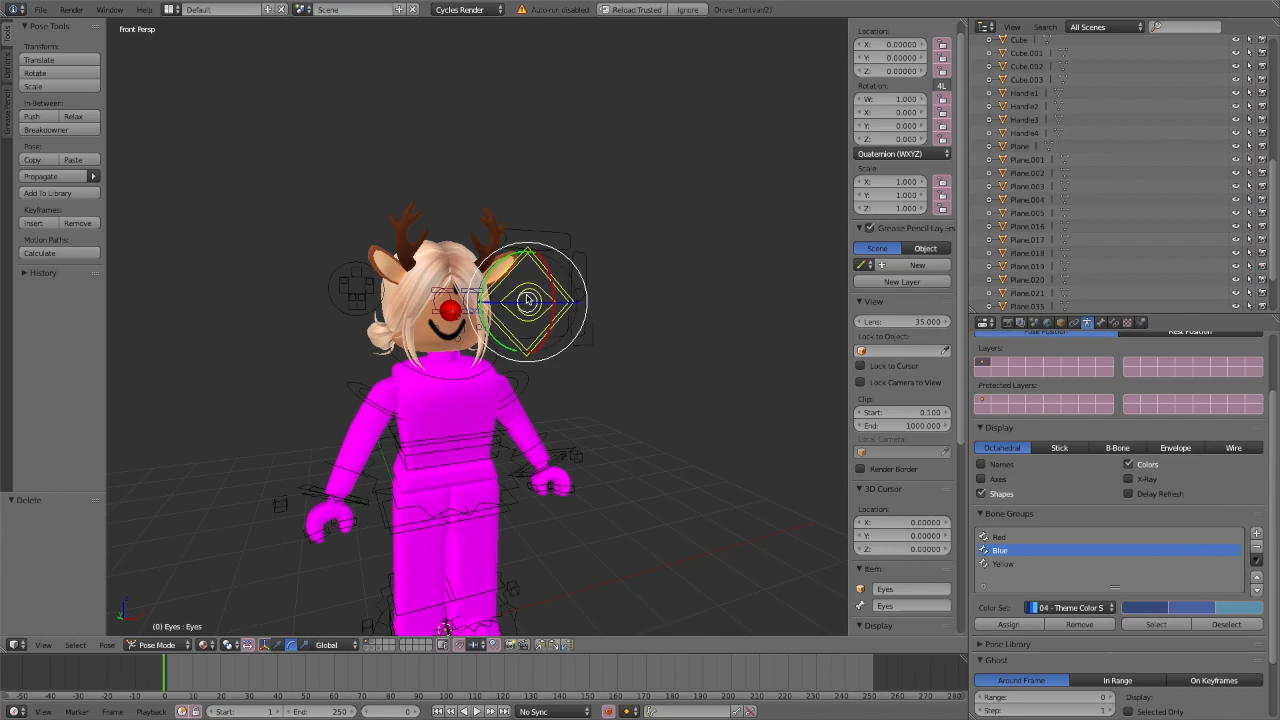 File Render Window Help Default Scene Cycles Render Auto-run disabled Reload Trusted Ignore Driver 'tantvan2)'
Tools
Options
Grease Pencil
Pose Tools
Transform:
Translate
Rotate
Scale
In-Between:
Push Relax
Breakdowner
Pose:
Copy Paste
Propagate
Add To Library
Keyframes:
Insert Remove
Motion Paths:
Calculate
History
Delete
Front Persp
(0) Eyes : Eyes
View Select Pose Pose Mode Global
Location:
X: 0.00000
Y: 0.00000
Z: 0.00000
Rotation: 4L
W: 1.000
X: 0.000
Y: 0.000
Z: 0.000
Quaternion (WXYZ)
Scale:
X: 1.000
Y: 1.000
Z: 1.000
Grease Pencil Layers
Scene Object
New
New Layer
View
Lens: 35.000
Lock to Object:
Lock to Cursor
Lock Camera to View
Clip:
Start: 0.100
End: 1000.000
Local Camera:
Render Border
3D Cursor
Location:
X: 0.00000
Y: 0.00000
Z: 0.00000
Item
Eyes
Eyes
Display
View Search All Scenes
Cube
Cube.001
Cube.002
Cube.003
Handle1
Handle2
Handle3
Handle4
Plane
Plane.001
Plane.002
Plane.003
Plane.004
Plane.005
Plane.016
Plane.017
Plane.018
Plane.019
Plane.020
Plane.021
Plane.035
Rest Position
Layers:
Protected Layers:
Display
Octahedral Stick B-Bone Envelope Wire
Names Colors
Axes X-Ray
Shapes Delay Refresh
Bone Groups
Red
Blue
Yellow
Color Set: 04 - Theme Color S
Assign Remove Select Deselect
Pose Library
Ghost
Around Frame In Range On Keyframes
Range: 0 Display:
Step: 1 Selected Only
-50 -40 -30 -20 -10 0 10 20 30 40 50 60 70 80 90 100 110 120 130 140 150 160 170 180 190 200 210 220 230 240 250 260 270 280
View Marker Frame Playback Start: 1 End: 250 0 No Sync